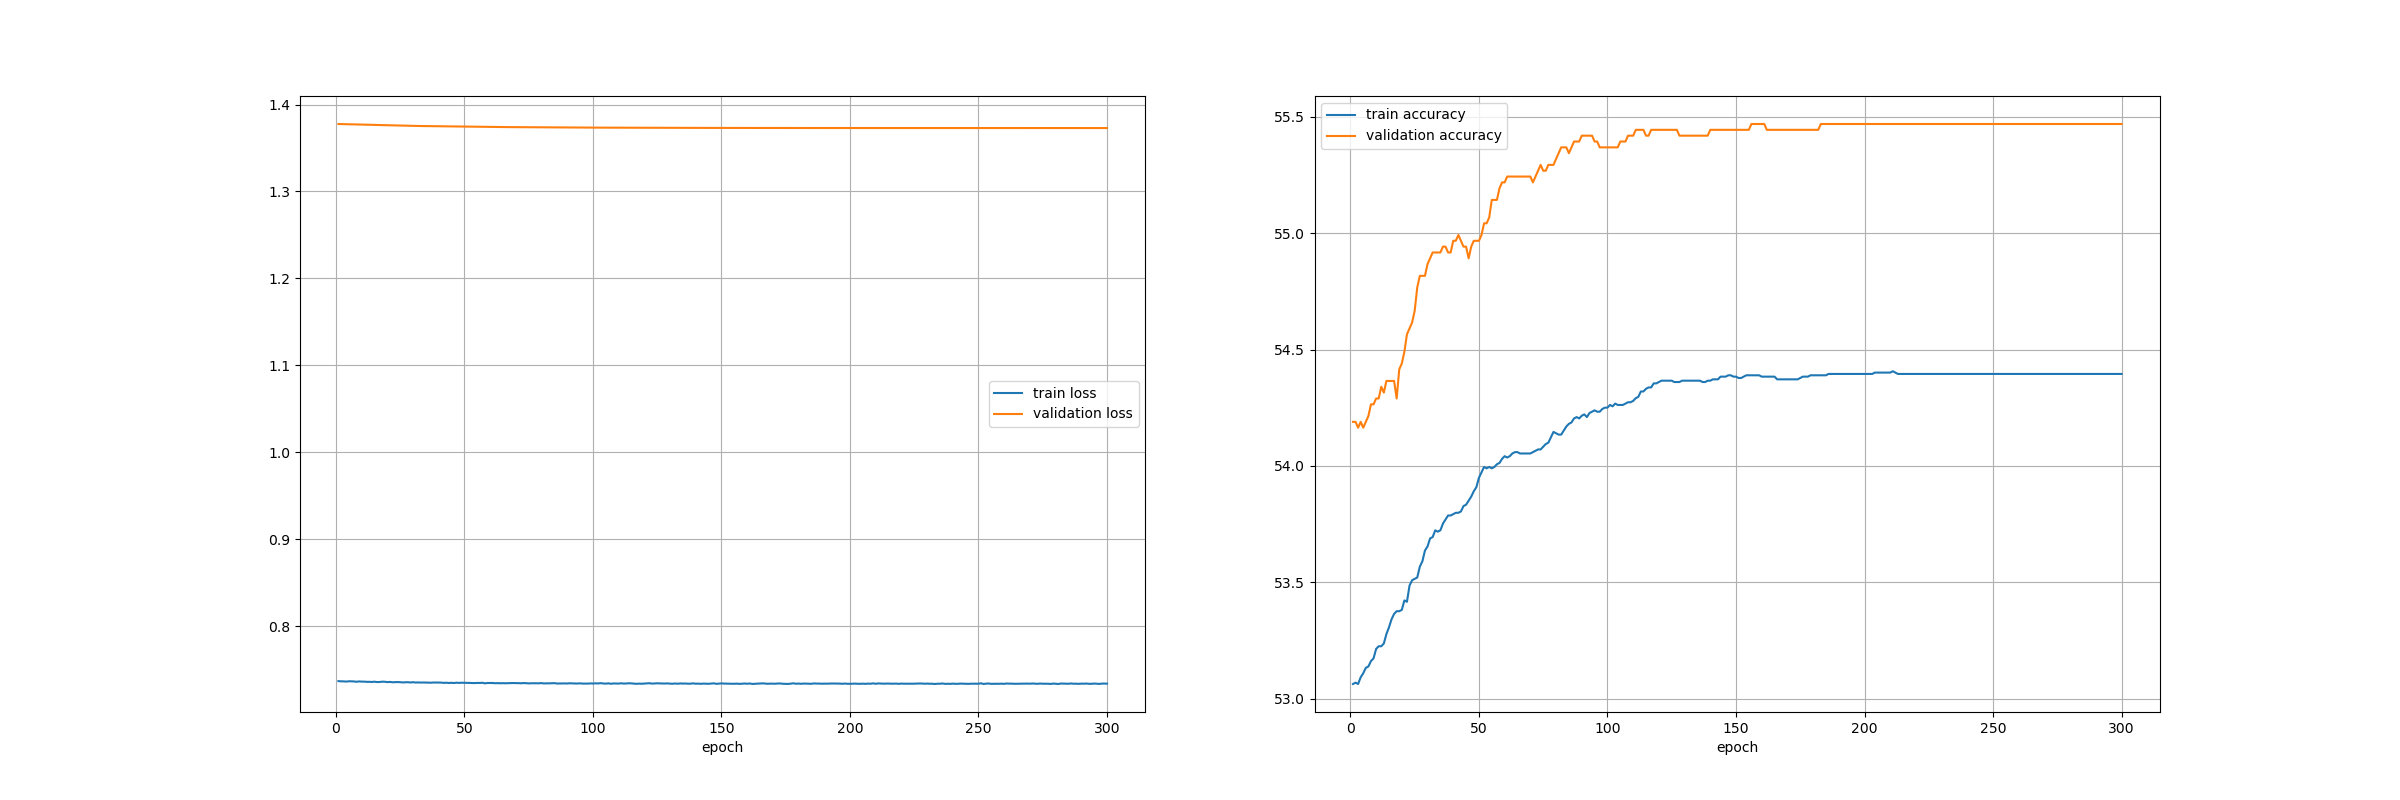 1.4
1.3
1.2
1.1
1.0
0.9
0.8
train loss
validation loss
0 50 100 150 200 250 300
epoch
train accuracy
validation accuracy
55.5
55.0
54.5
54.0
53.5
53.0
0 50 100 150 200 250 300
epoch